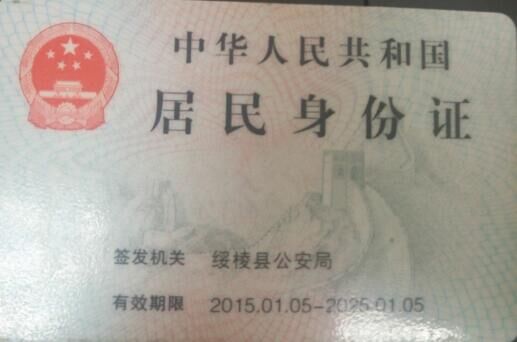 中华人民共和国
居民身份证
签发机关 绥棱县公安局
有效期限 2015.01.05-2025.01.05